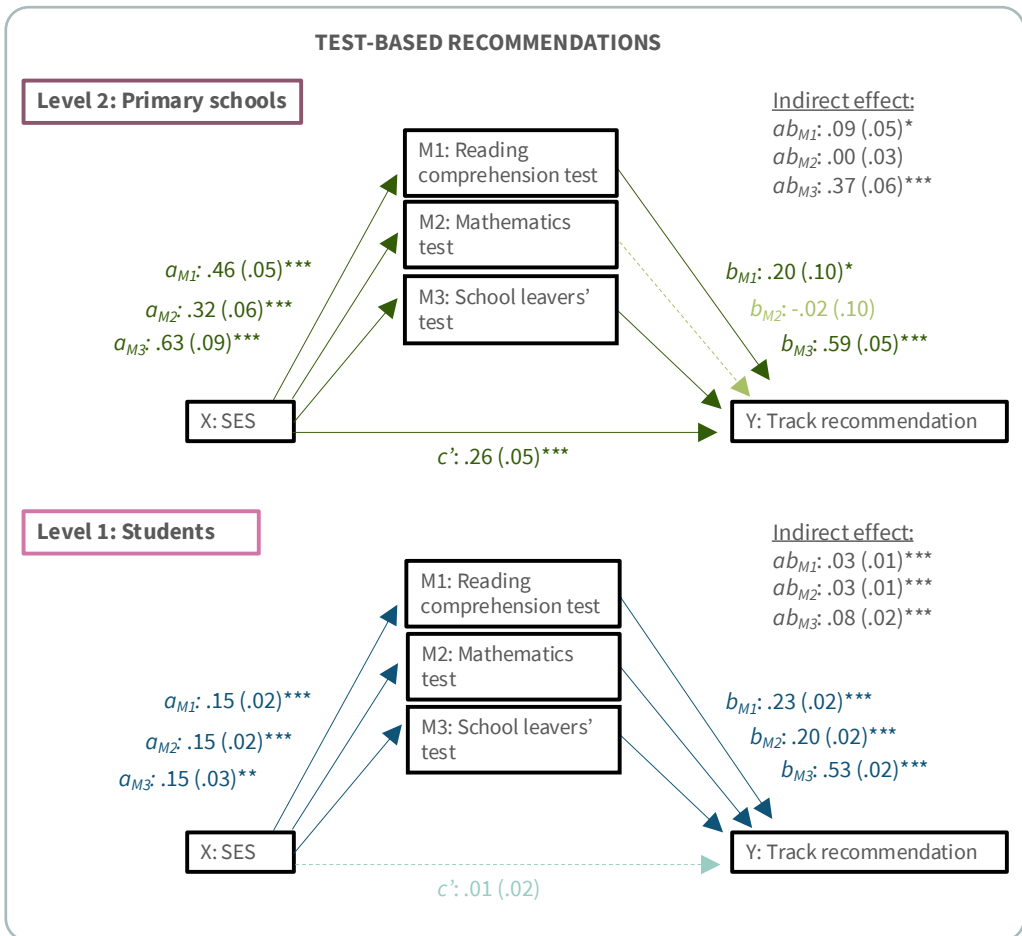 TEST-BASED RECOMMENDATIONS
Level 2: Primary schools
Indirect effect:
ab_M1: .09 (.05)*
ab_M2: .00 (.03)
ab_M3: .37 (.06)***
M1: Reading
comprehension test
M2: Mathematics
test
M3: School leavers’
test
a_M1: .46 (.05)***
a_M2: .32 (.06)***
a_M3: .63 (.09)***
b_M1: .20 (.10)*
b_M2: -.02 (.10)
b_M3: .59 (.05)***
X: SES
Y: Track recommendation
c’: .26 (.05)***
Level 1: Students
Indirect effect:
ab_M1: .03 (.01)***
ab_M2: .03 (.01)***
ab_M3: .08 (.02)***
M1: Reading
comprehension test
M2: Mathematics
test
M3: School leavers’
test
a_M1: .15 (.02)***
a_M2: .15 (.02)***
a_M3: .15 (.03)**
b_M1: .23 (.02)***
b_M2: .20 (.02)***
b_M3: .53 (.02)***
X: SES
Y: Track recommendation
c’: .01 (.02)